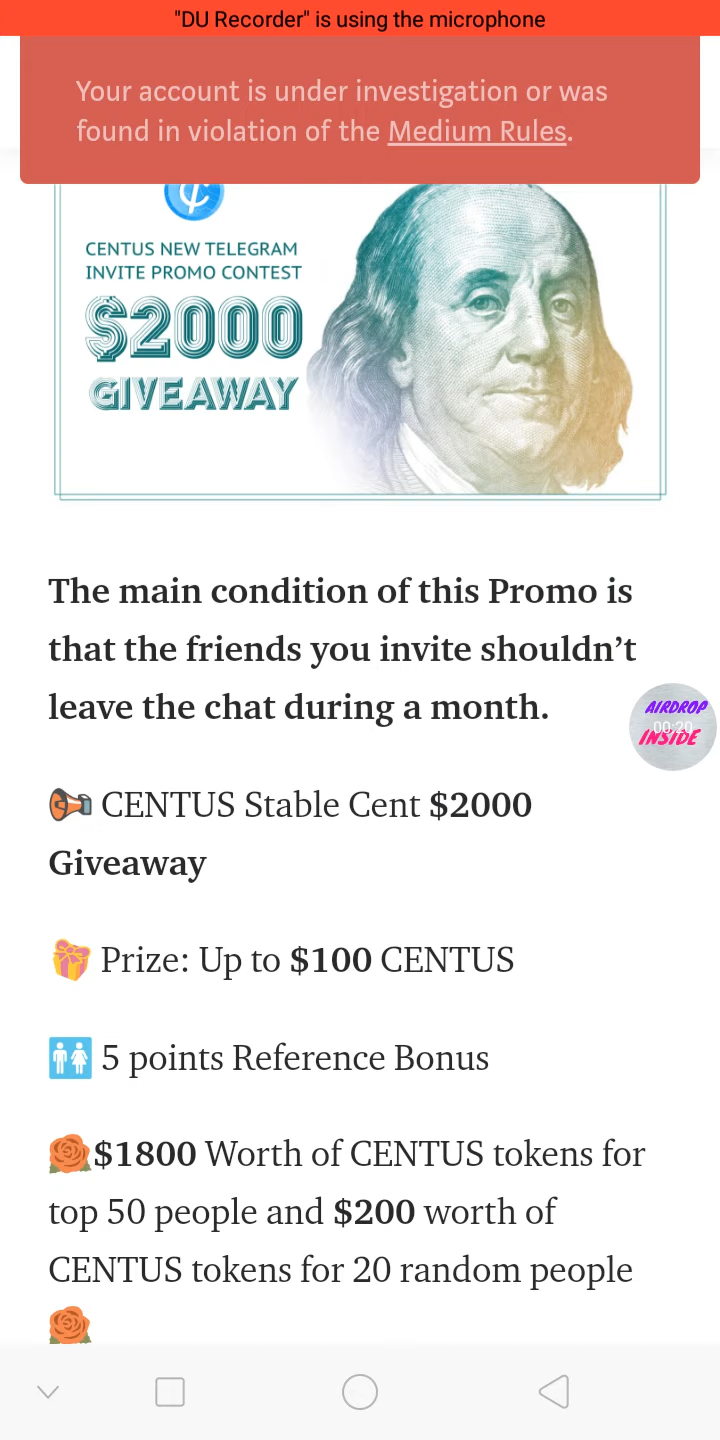 "DU Recorder" is using the microphone
Your account is under investigation or was
found in violation of the Medium Rules.
CENTUS NEW TELEGRAM
INVITE PROMO CONTEST
$2000
GIVEAWAY
The main condition of this Promo is
that the friends you invite shouldn’t
leave the chat during a month.
AIRDROP
00:20
INSIDE
CENTUS Stable Cent $2000
Giveaway
Prize: Up to $100 CENTUS
5 points Reference Bonus
$1800 Worth of CENTUS tokens for
top 50 people and $200 worth of
CENTUS tokens for 20 random people